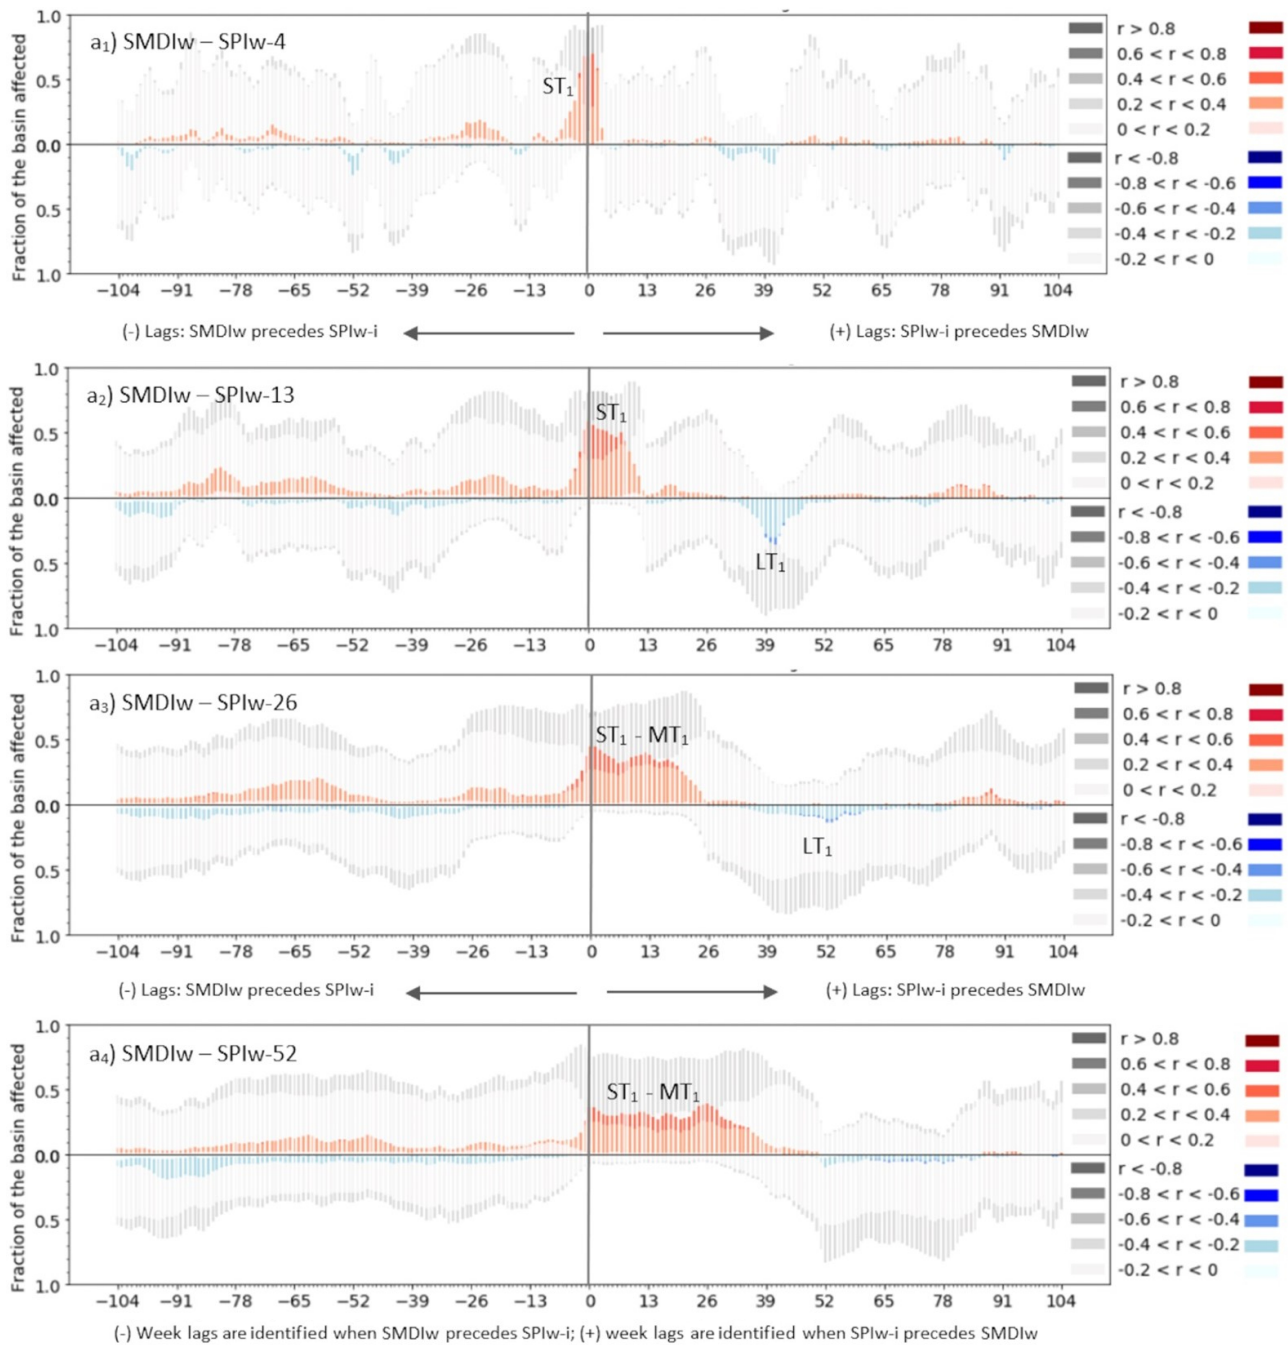 a₁) SMDIw – SPIw-4
Fraction of the basin affected
1.0
0.5
0.0
0.5
1.0
ST₁
r > 0.8
0.6 < r < 0.8
0.4 < r < 0.6
0.2 < r < 0.4
0 < r < 0.2
r < -0.8
-0.8 < r < -0.6
-0.6 < r < -0.4
-0.4 < r < -0.2
-0.2 < r < 0
−104 −91 −78 −65 −52 −39 −26 −13 0 13 26 39 52 65 78 91 104
(-) Lags: SMDIw precedes SPIw-i (+) Lags: SPIw-i precedes SMDIw
a₂) SMDIw – SPIw-13
Fraction of the basin affected
1.0
0.5
0.0
0.5
1.0
ST₁
LT₁
r > 0.8
0.6 < r < 0.8
0.4 < r < 0.6
0.2 < r < 0.4
0 < r < 0.2
r < -0.8
-0.8 < r < -0.6
-0.6 < r < -0.4
-0.4 < r < -0.2
-0.2 < r < 0
−104 −91 −78 −65 −52 −39 −26 −13 0 13 26 39 52 65 78 91 104
a₃) SMDIw – SPIw-26
Fraction of the basin affected
1.0
0.5
0.0
0.5
1.0
ST₁ - MT₁
LT₁
r > 0.8
0.6 < r < 0.8
0.4 < r < 0.6
0.2 < r < 0.4
0 < r < 0.2
r < -0.8
-0.8 < r < -0.6
-0.6 < r < -0.4
-0.4 < r < -0.2
-0.2 < r < 0
−104 −91 −78 −65 −52 −39 −26 −13 0 13 26 39 52 65 78 91 104
(-) Lags: SMDIw precedes SPIw-i (+) Lags: SPIw-i precedes SMDIw
a₄) SMDIw – SPIw-52
Fraction of the basin affected
1.0
0.5
0.0
0.5
1.0
ST₁ - MT₁
r > 0.8
0.6 < r < 0.8
0.4 < r < 0.6
0.2 < r < 0.4
0 < r < 0.2
r < -0.8
-0.8 < r < -0.6
-0.6 < r < -0.4
-0.4 < r < -0.2
-0.2 < r < 0
−104 −91 −78 −65 −52 −39 −26 −13 0 13 26 39 52 65 78 91 104
(-) Week lags are identified when SMDIw precedes SPIw-i; (+) week lags are identified when SPIw-i precedes SMDIw